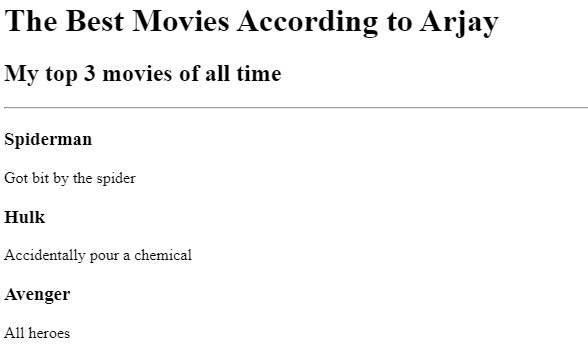 The Best Movies According to Arjay
My top 3 movies of all time
Spiderman
Got bit by the spider
Hulk
Accidentally pour a chemical
Avenger
All heroes